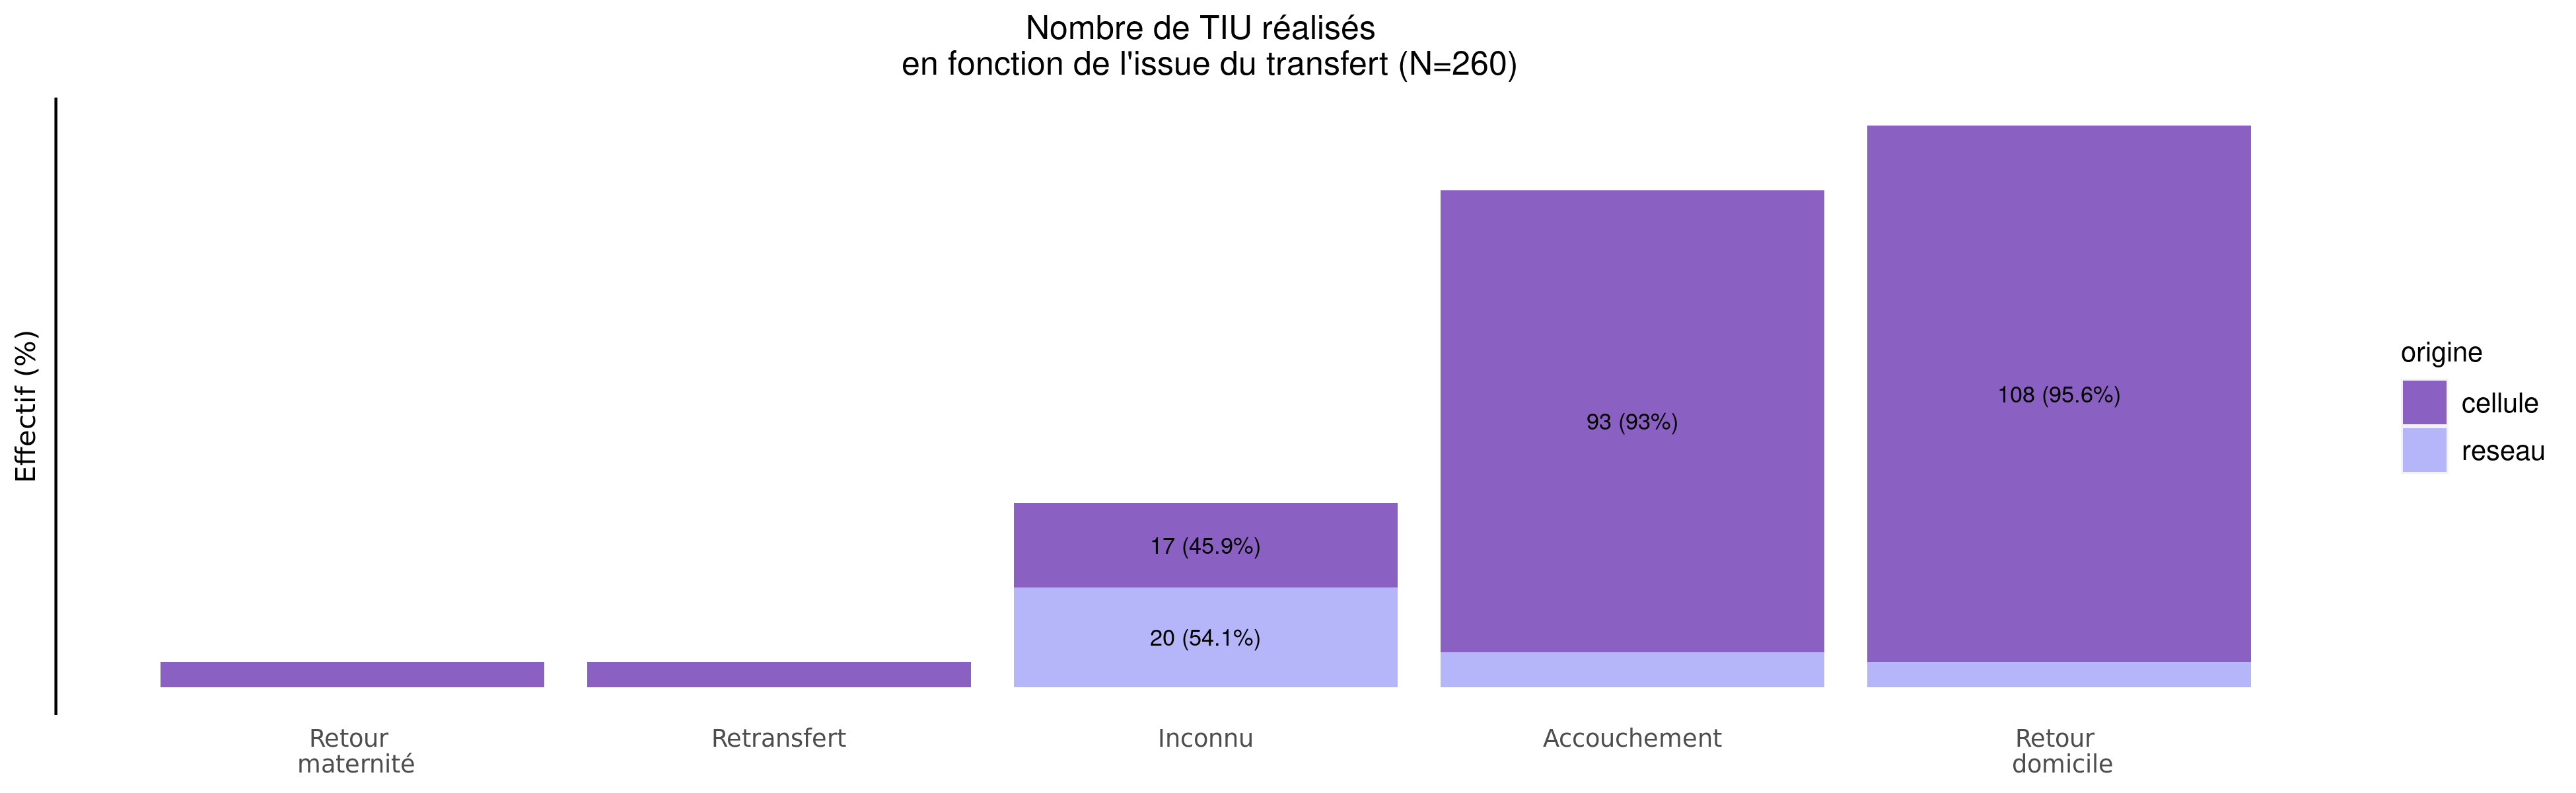 Nombre de TIU réalisés
en fonction de l'issue du transfert (N=260)
Effectif (%)
108 (95.6%)
93 (93%)
17 (45.9%)
20 (54.1%)
Retour
maternité
Retransfert
Inconnu
Accouchement
Retour
domicile
origine
cellule
reseau